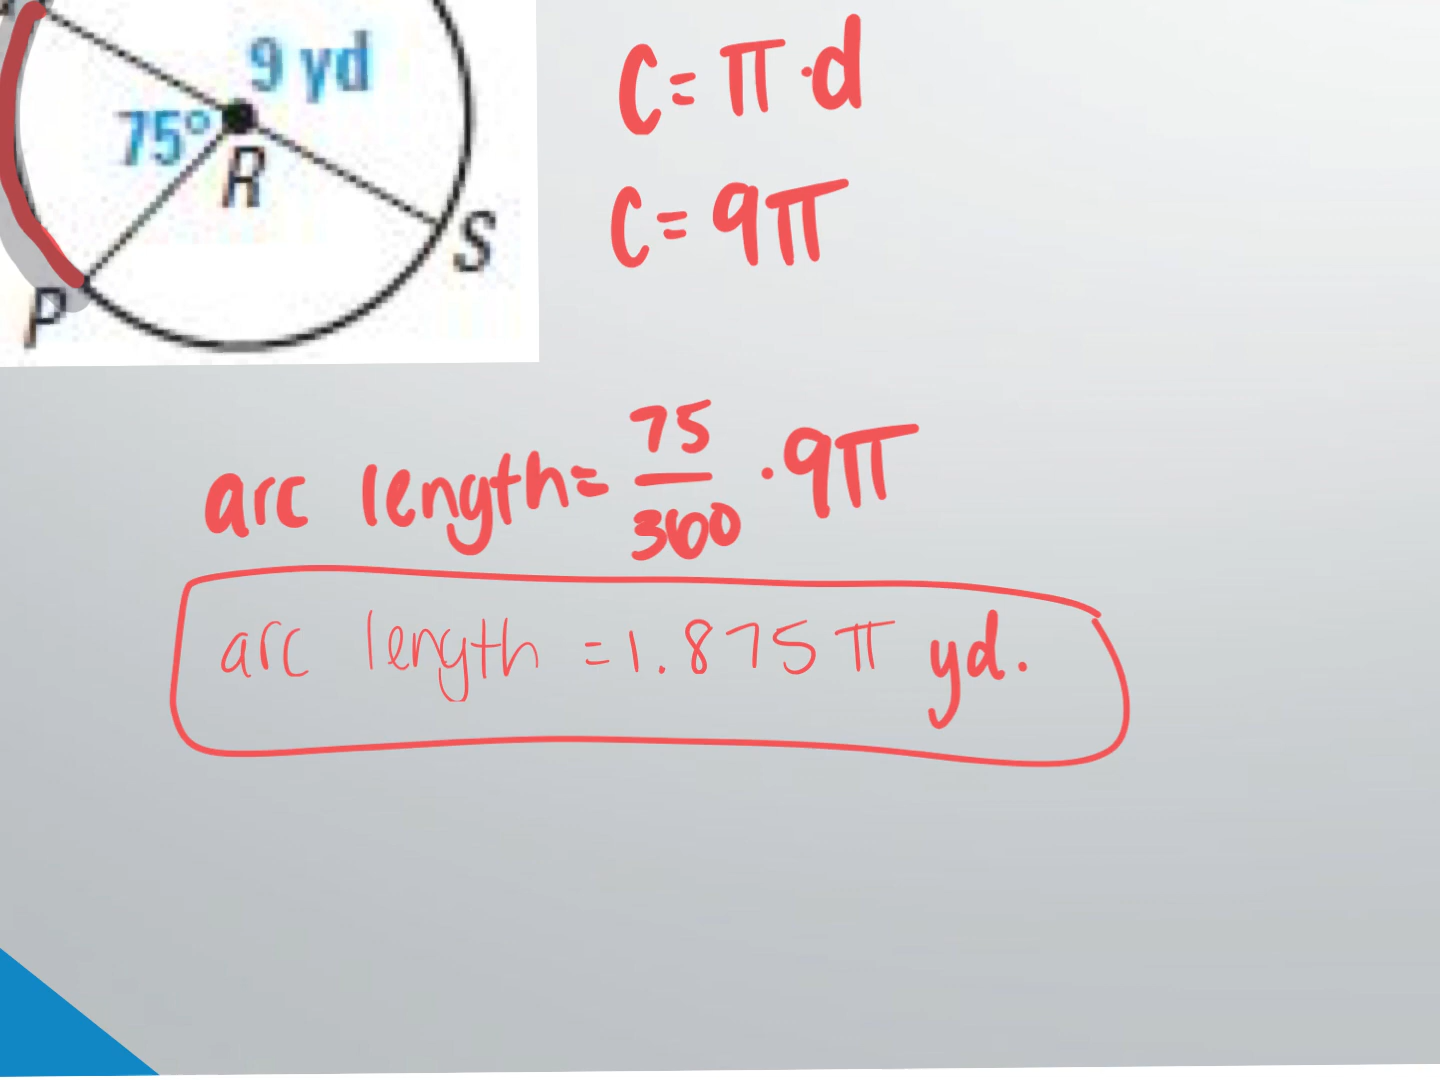 9 yd
75°
R
S
P
C = π · d
C = 9π
arc length = 75/360 · 9π
arc length = 1.875π yd.